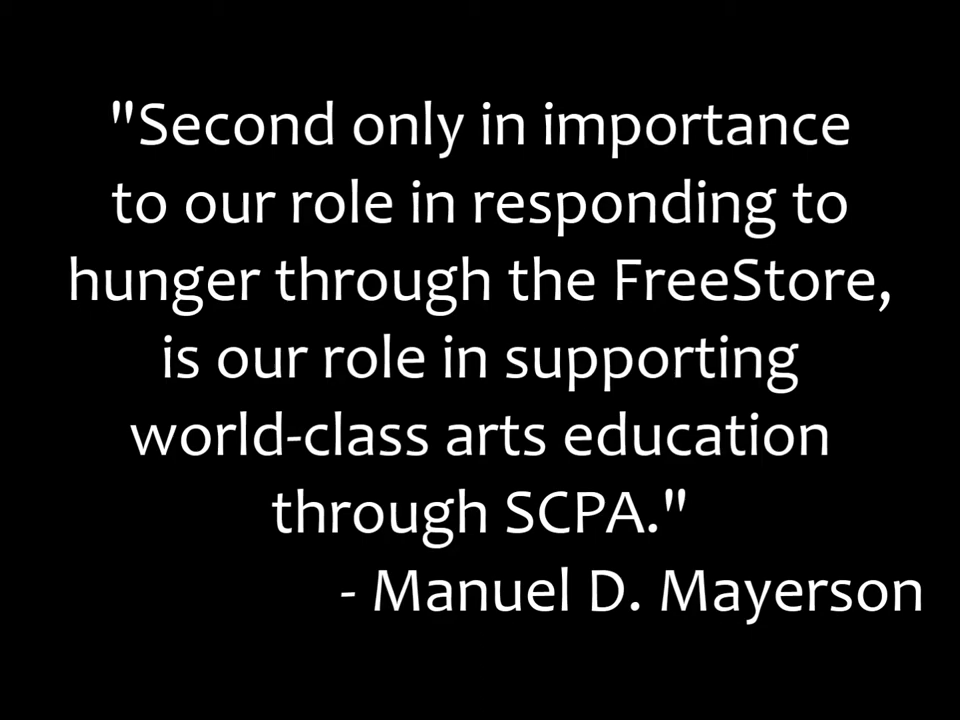 "Second only in importance
to our role in responding to
hunger through the FreeStore,
is our role in supporting
world-class arts education
through SCPA."
- Manuel D. Mayerson